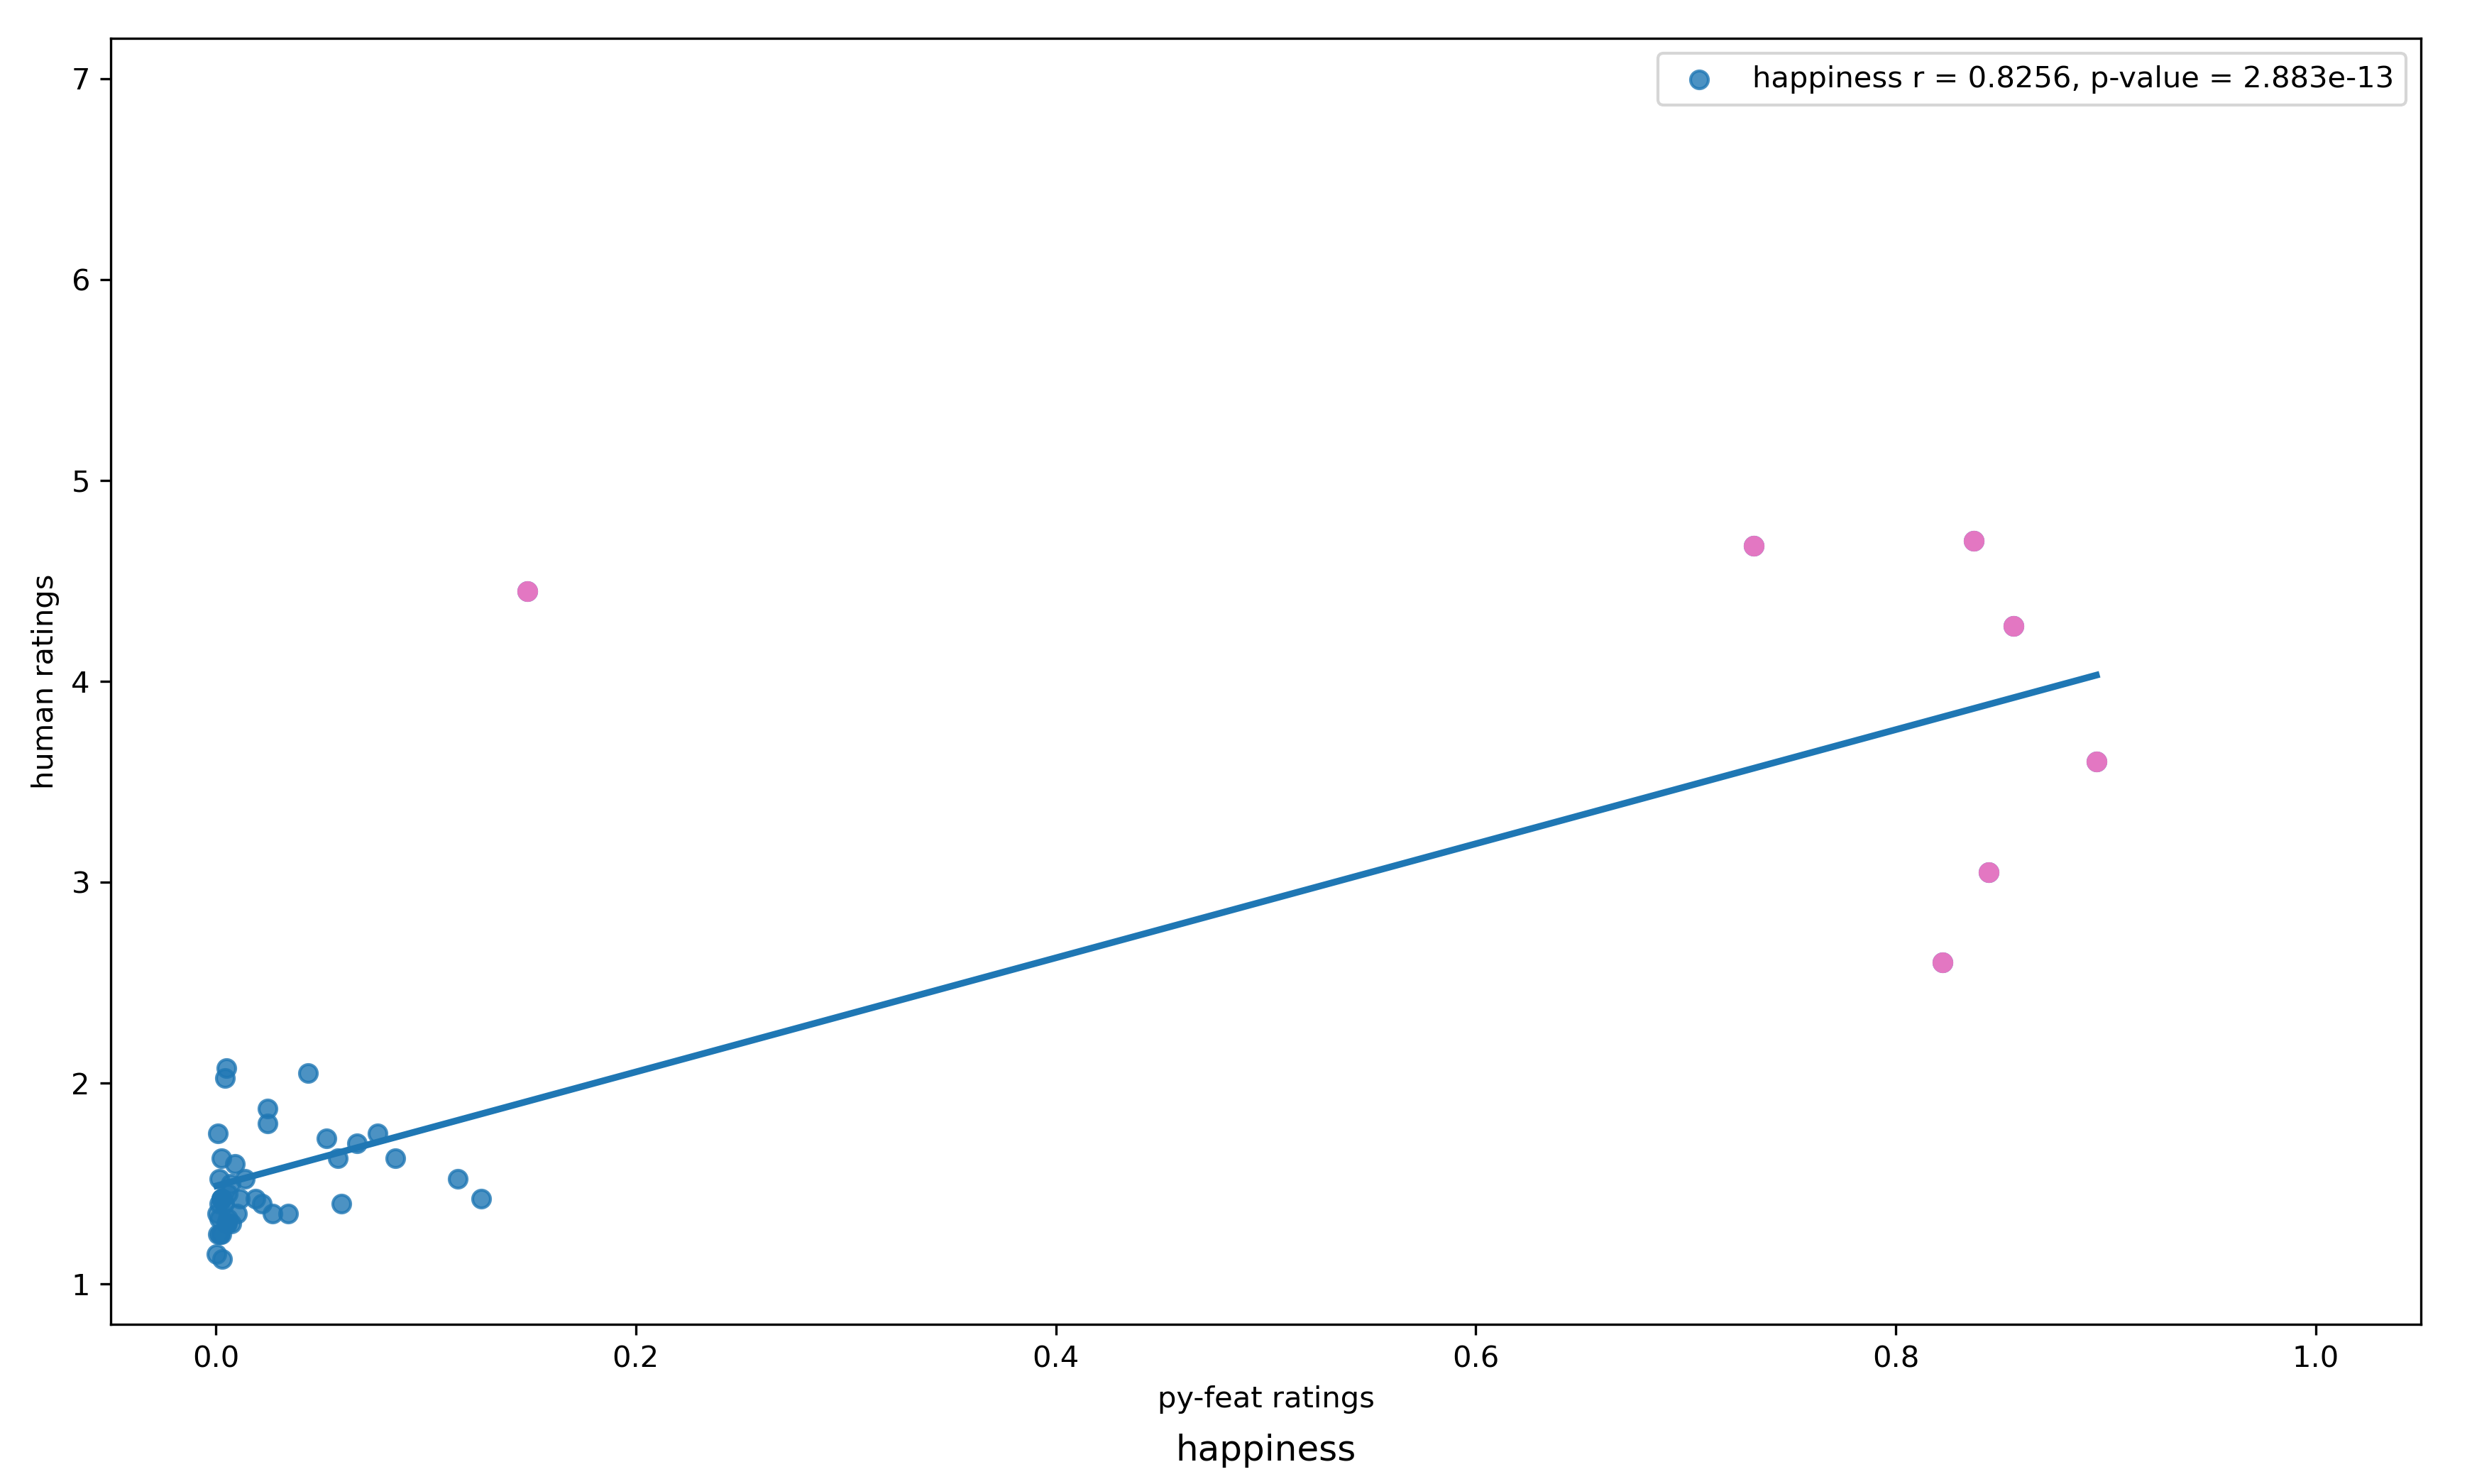 happiness r = 0.8256, p-value = 2.883e-13
7
6
5
4
3
2
1
human ratings
0.0 0.2 0.4 0.6 0.8 1.0
py-feat ratings
happiness